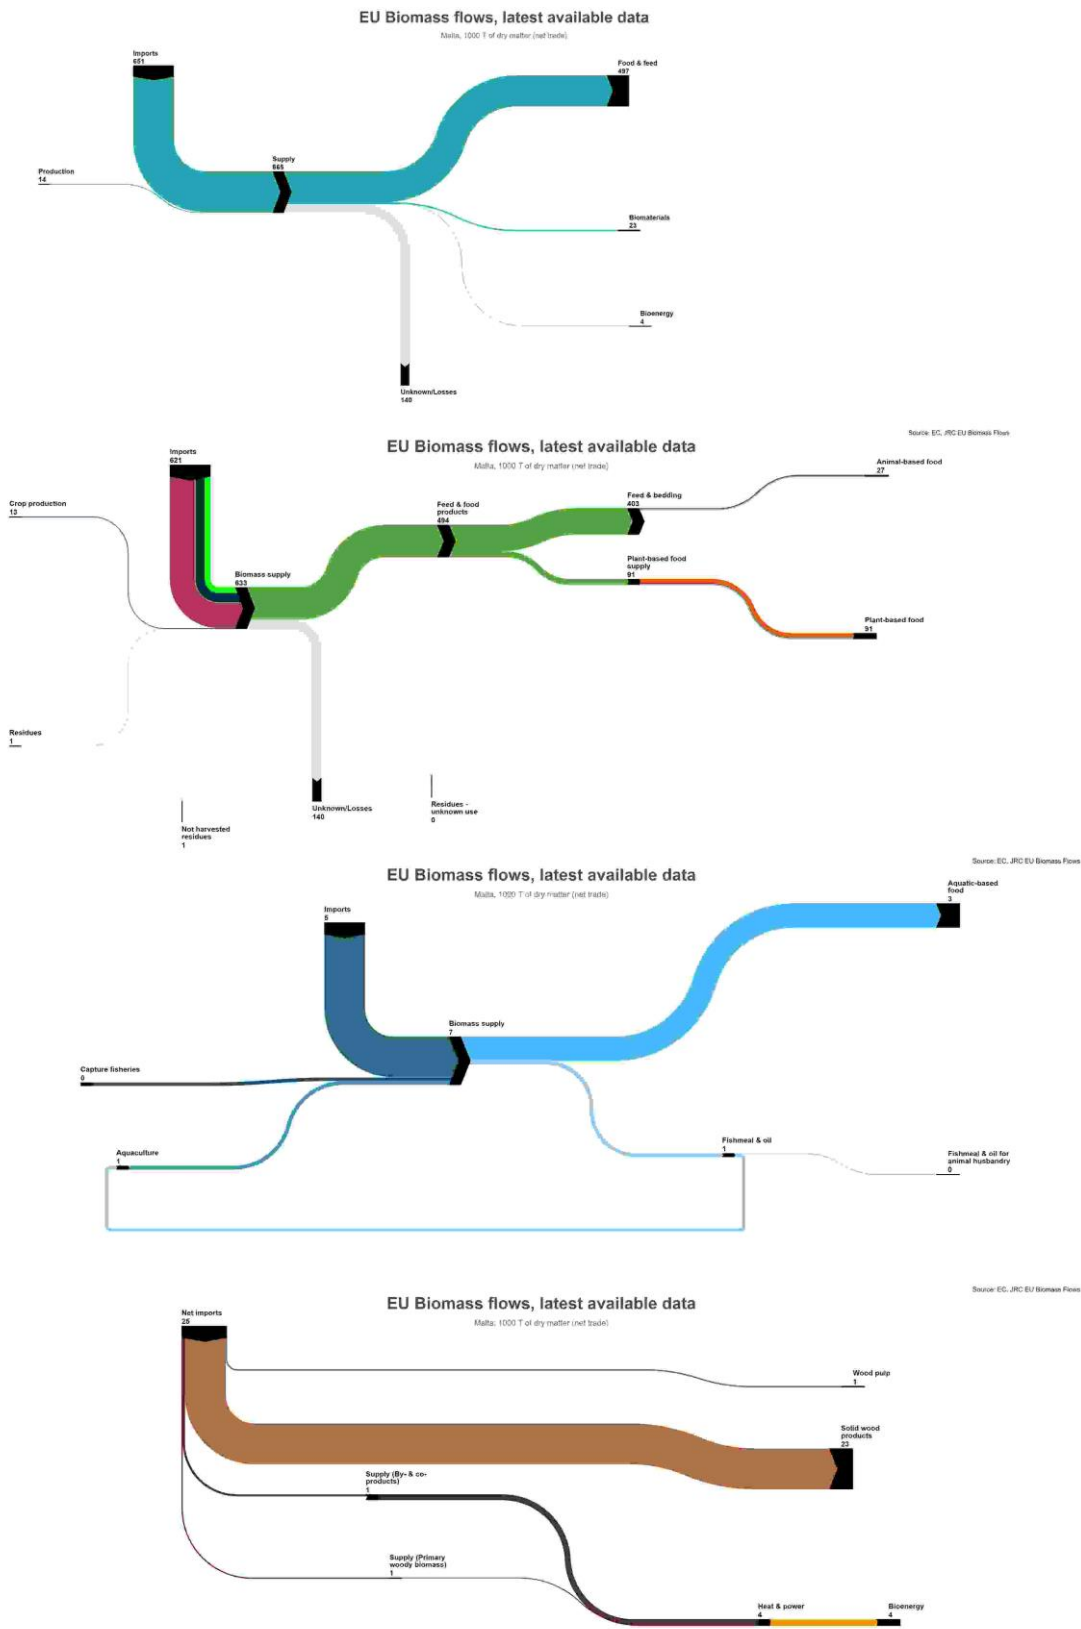 EU Biomass flows, latest available data
Malta, 1000 T of dry matter (net trade)
Imports
651
Food & feed
497
Supply
665
Production
14
Biomaterials
23
Bioenergy
4
Unknown/Losses
140
Source: EC, JRC EU Biomass Flows
EU Biomass flows, latest available data
Malta, 1000 T of dry matter (net trade)
Imports
621
Animal-based food
27
Crop production
13
Feed & food
products
494
Feed & bedding
403
Biomass supply
633
Plant-based food
supply
91
Plant-based food
91
Residues
1
Unknown/Losses
140
Residues -
unknown use
0
Not harvested
residues
1
Source: EC, JRC EU Biomass Flows
EU Biomass flows, latest available data
Malta, 1000 T of dry matter (net trade)
Aquatic-based
food
3
Imports
5
Biomass supply
7
Capture fisheries
0
Aquaculture
1
Fishmeal & oil
1
Fishmeal & oil for
animal husbandry
0
Source: EC, JRC EU Biomass Flows
EU Biomass flows, latest available data
Malta, 1000 T of dry matter (net trade)
Net imports
25
Wood pulp
1
Solid wood
products
23
Supply (By- & co-
products)
1
Supply (Primary
woody biomass)
1
Heat & power
4
Bioenergy
4